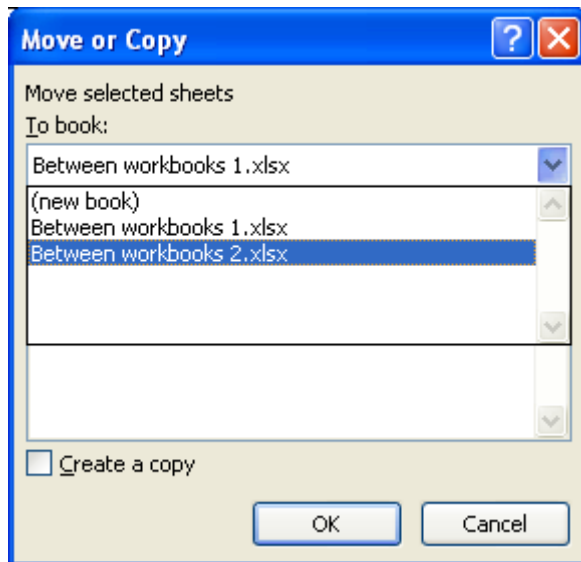 Move or Copy ?
Move selected sheets
To book:
Between workbooks 1.xlsx
(new book)
Between workbooks 1.xlsx
Between workbooks 2.xlsx
Create a copy
OK Cancel